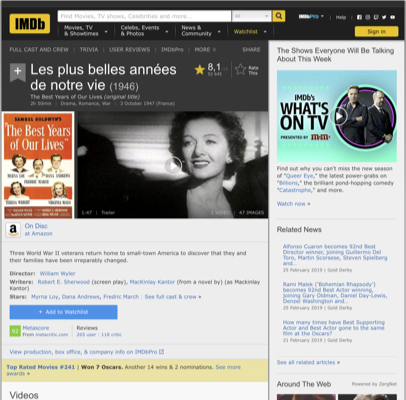 IMDb
Find Movies, TV shows, Celebrities and more...
All
IMDbPro
Help
Movies, TV
& Showtimes
Celebs, Events
& Photos
News &
Community
Watchlist
Sign in
FULL CAST AND CREW | TRIVIA | USER REVIEWS | IMDbPro | MORE
SHARE
Les plus belles années
de notre vie (1946)
8,1
Rate
This
The Best Years of Our Lives (original title)
2h 50min | Drama, Romance, War | 3 October 1947 (France)
SAMUEL GOLDWYN'S
The Best
Years of
Our Lives
1:47 | Trailer
47 IMAGES
On Disc
at Amazon
Three World War II veterans return home to small-town America to discover that they and
their families have been irreparably changed.
Director: William Wyler
Writers: Robert E. Sherwood (screen play), MacKinlay Kantor (from a novel by) (as Mackinlay
Kantor)
Stars: Myrna Loy, Dana Andrews, Fredric March | See full cast & crew »
+ Add to Watchlist
Metascore
From metacritic.com
Reviews
View production, box office, & company info on IMDbPro
Top Rated Movies #241 | Won 7 Oscars. Another 14 wins & 2 nominations. See more
awards »
Videos
The Shows Everyone Will Be Talking
About This Week
IMDb's
WHAT'S
ON TV
PRESENTED BY m&m's
Find out why you can't miss the new season
of "Queer Eye," the latest power-grabs on
"Billions," the brilliant pond-hopping comedy
"Catastrophe," and more.
Watch now »
Related News
Alfonso Cuaron becomes 92nd Best
Director winner, joining Guillermo Del
Toro, Martin Scorsese, Steven Spielberg
and...
25 February 2019 | Gold Derby
Rami Malek ('Bohemian Rhapsody')
becomes 92nd Best Actor winner,
joining Gary Oldman, Daniel Day-Lewis,
Denzel Washington and...
25 February 2019 | Gold Derby
How many times have Best Supporting
Actor and Best Actor gone to the same
film at the Oscars?
21 February 2019 | Gold Derby
See all related articles »
Around The Web | Powered by ZergNet